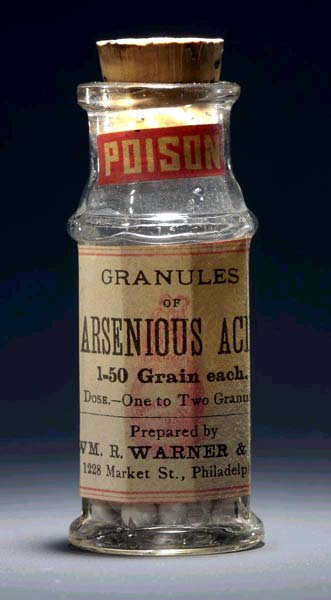 POISON
GRANULES
OF
ARSENIOUS ACI
1-50 Grain each.
DOSE.—One to Two Granu
Prepared by
WM. R. WARNER &
1228 Market St., Philadelp